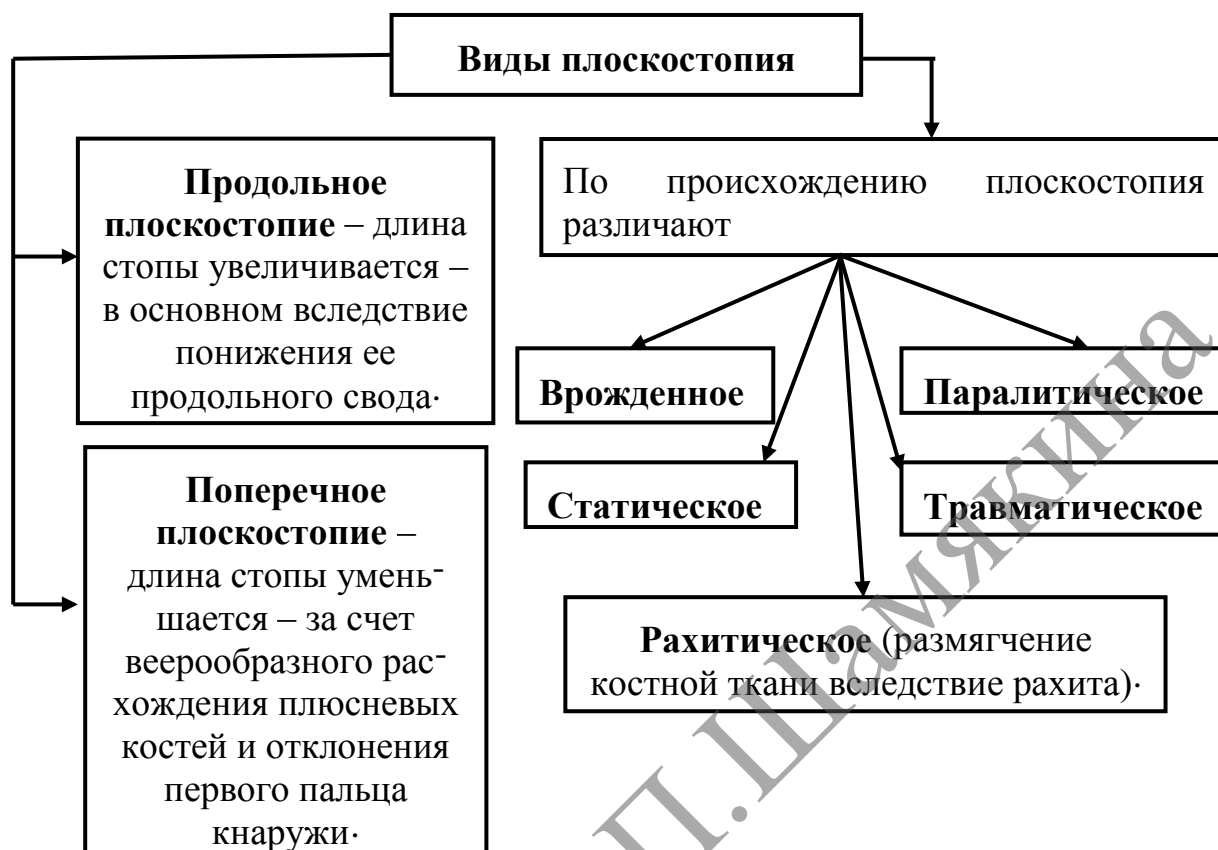 Виды плоскостопия
Продольное
плоскостопие – длина
стопы увеличивается –
в основном вследствие
понижения ее
продольного свода.
Поперечное
плоскостопие –
длина стопы умень-
шается – за счет
веерообразного рас-
хождения плюсневых
костей и отклонения
первого пальца
кнаружи.
По происхождению плоскостопия
различают
Врожденное
Паралитическое
Статическое
Травматическое
Рахитическое (размягчение
костной ткани вследствие рахита).
П.Шамякина